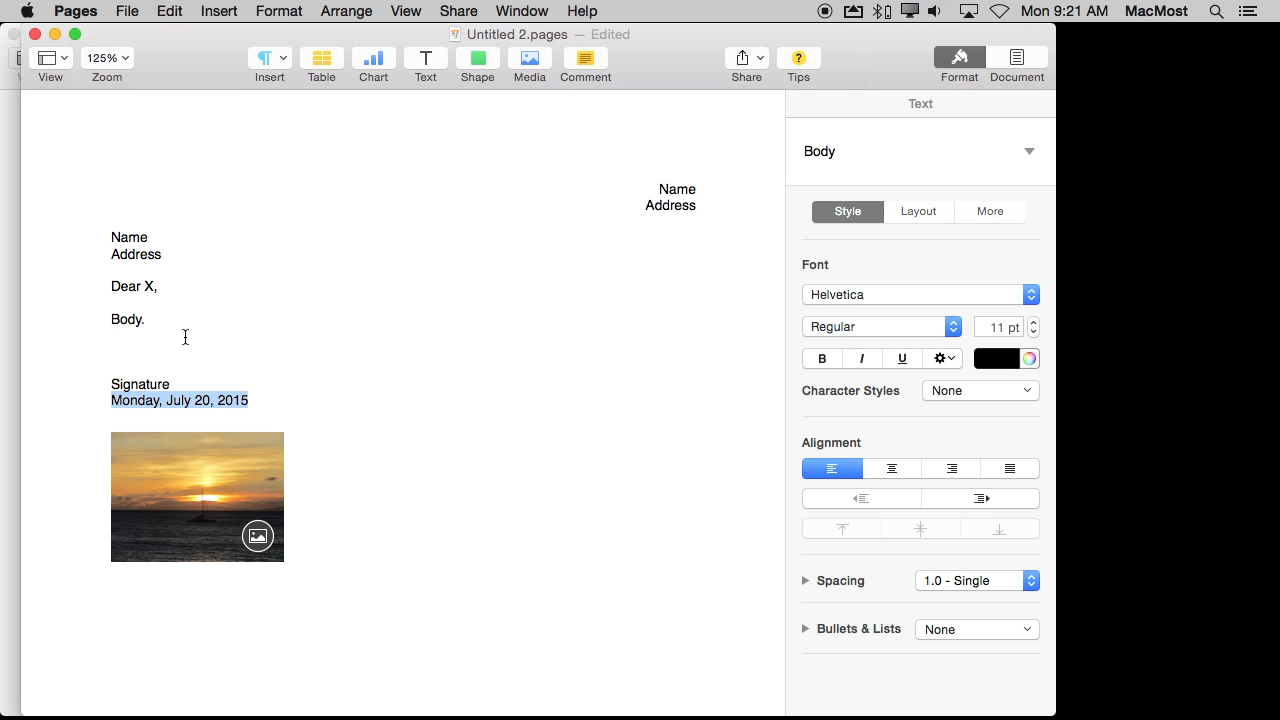 Pages File Edit Insert Format Arrange View Share Window Help Mon 9:21 AM MacMost
Untitled 2.pages — Edited
125%
View Zoom Insert Table Chart Text Shape Media Comment Share Tips Format Document
Text
Body
Style Layout More
Name
Address
Name
Address
Dear X,
Body.
Signature
Monday, July 20, 2015
Font
Helvetica
Regular 11 pt
B I U
Character Styles None
Alignment
Spacing 1.0 - Single
Bullets & Lists None